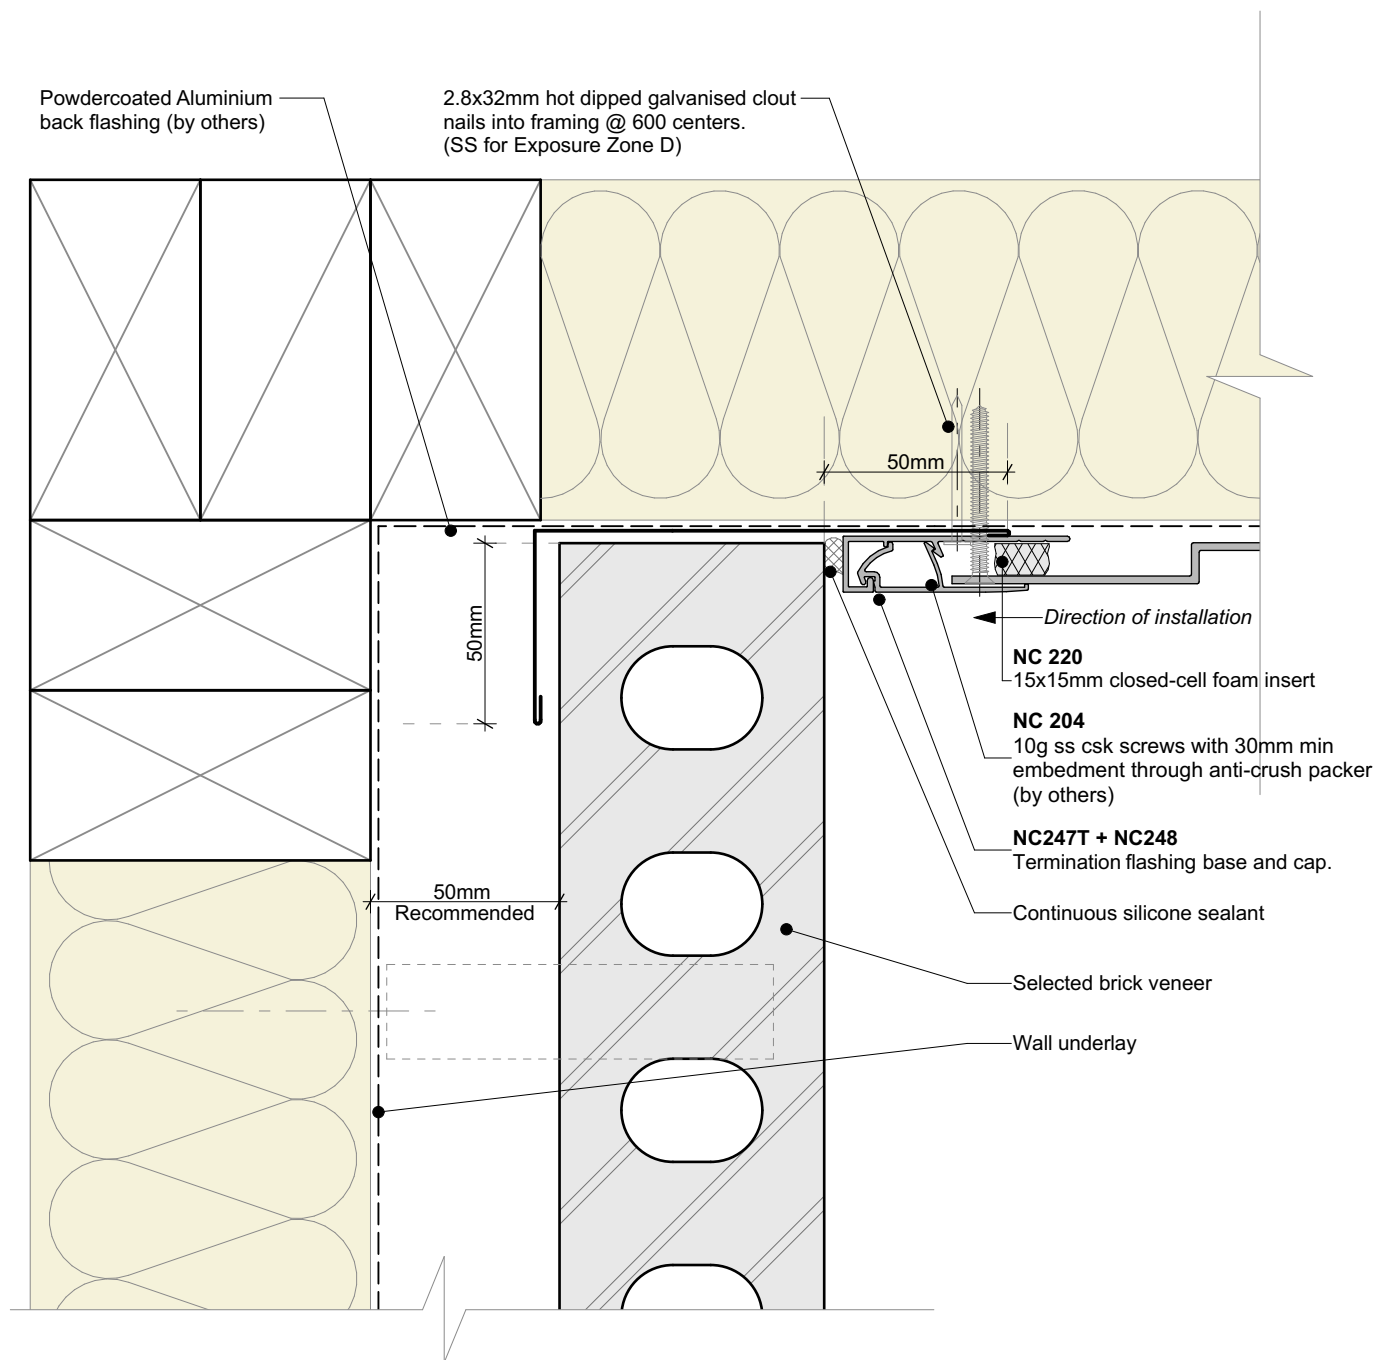 Powdercoated Aluminium
back flashing (by others)
2.8x32mm hot dipped galvanised clout
nails into framing @ 600 centers.
(SS for Exposure Zone D)
50mm
50mm
Direction of installation
NC 220
15x15mm closed-cell foam insert
NC 204
10g ss csk screws with 30mm min
embedment through anti-crush packer
(by others)
NC247T + NC248
Termination flashing base and cap.
50mm
Recommended
Continuous silicone sealant
Selected brick veneer
Wall underlay